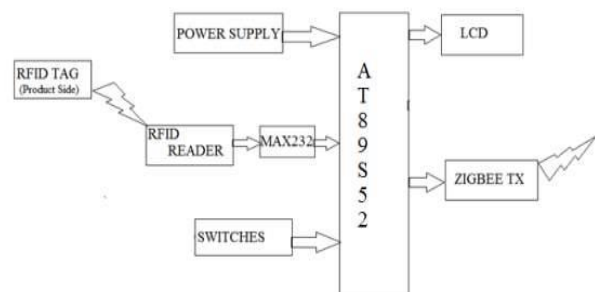 POWER SUPPLY
LCD
RFID TAG
(Product Side)
RFID
READER
MAX232
A
T
8
9
S
5
2
ZIGBEE TX
SWITCHES